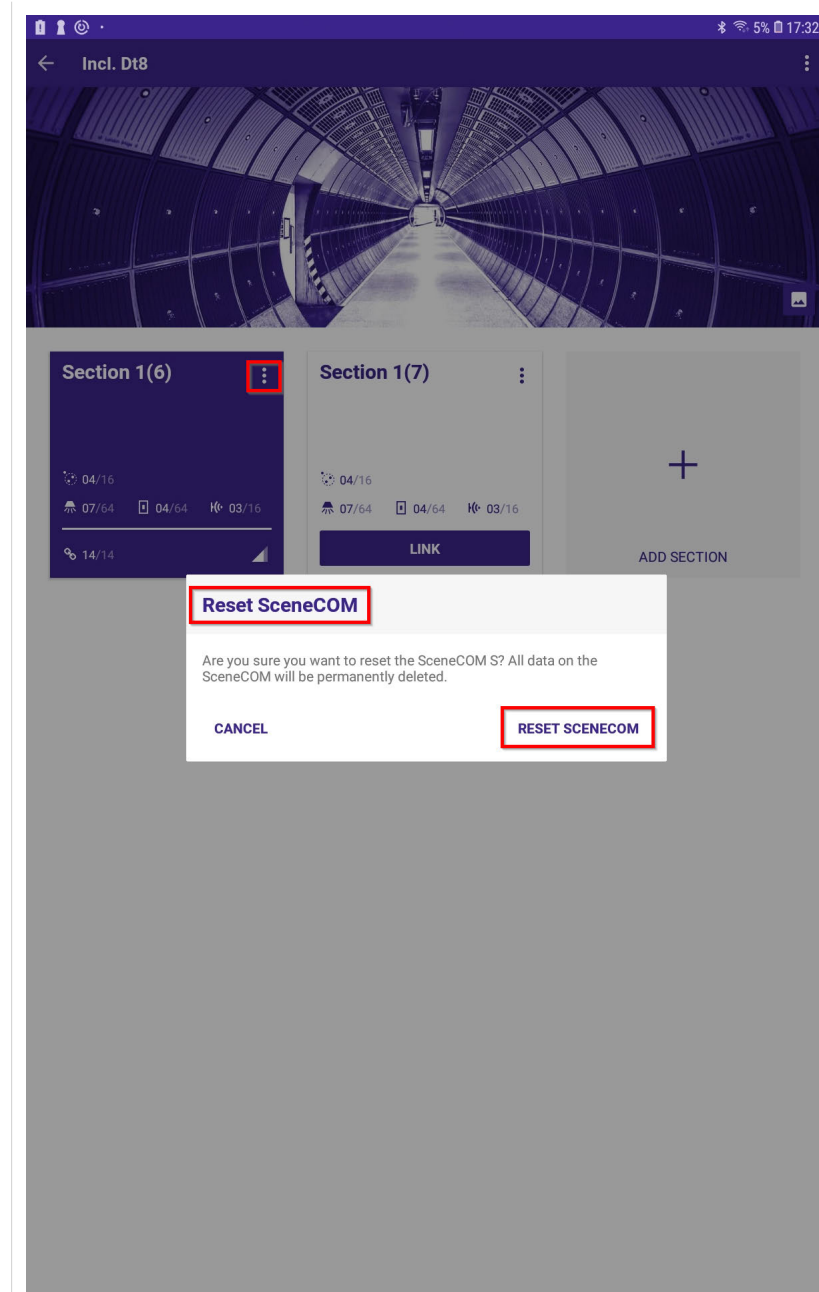 5% 17:32
Incl. Dt8
Section 1(6)
Section 1(7)
04/16
04/16
07/64 04/64 03/16
07/64 04/64 03/16
14/14
LINK
ADD SECTION
Reset SceneCOM
Are you sure you want to reset the SceneCOM S? All data on the
SceneCOM will be permanently deleted.
CANCEL
RESET SCENECOM